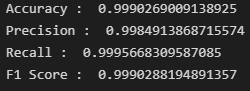 Accuracy :  0.9990269009138925
Precision :  0.9984913868715574
Recall :  0.9995668309587085
F1 Score :  0.9990288194891357